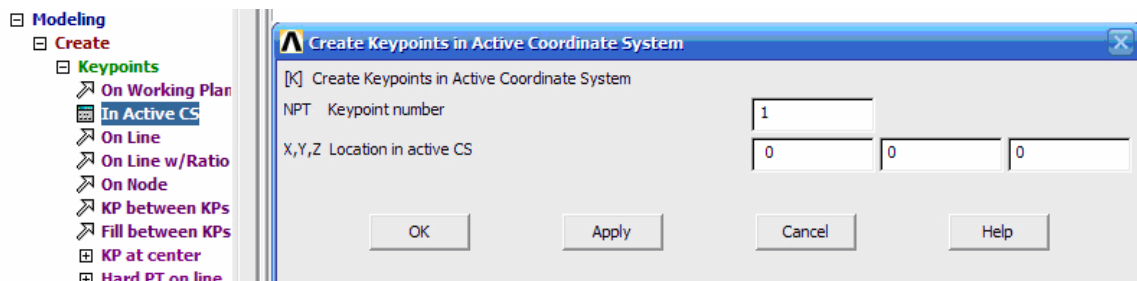 Modeling
Create
Keypoints
On Working Plan
In Active CS
On Line
On Line w/Ratio
On Node
KP between KPs
Fill between KPs
KP at center
Hard PT on line
Create Keypoints in Active Coordinate System
[K] Create Keypoints in Active Coordinate System
NPT Keypoint number 1
X,Y,Z Location in active CS 0 0 0
OK Apply Cancel Help